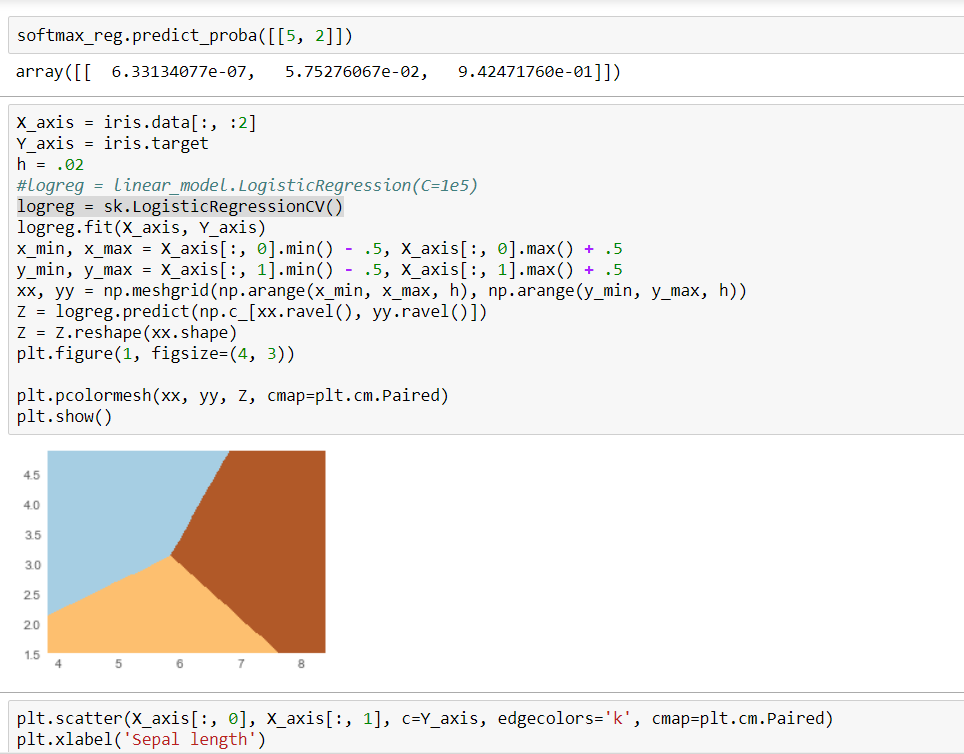 softmax_reg.predict_proba([[5, 2]])
array([[  6.33134077e-07,   5.75276067e-02,   9.42471760e-01]])
X_axis = iris.data[:, :2]
Y_axis = iris.target
h = .02
#logreg = linear_model.LogisticRegression(C=1e5)
logreg = sk.LogisticRegressionCV()
logreg.fit(X_axis, Y_axis)
x_min, x_max = X_axis[:, 0].min() - .5, X_axis[:, 0].max() + .5
y_min, y_max = X_axis[:, 1].min() - .5, X_axis[:, 1].max() + .5
xx, yy = np.meshgrid(np.arange(x_min, x_max, h), np.arange(y_min, y_max, h))
Z = logreg.predict(np.c_[xx.ravel(), yy.ravel()])
Z = Z.reshape(xx.shape)
plt.figure(1, figsize=(4, 3))
plt.pcolormesh(xx, yy, Z, cmap=plt.cm.Paired)
plt.show()
4.5
4.0
3.5
3.0
2.5
2.0
1.5
4 5 6 7 8
plt.scatter(X_axis[:, 0], X_axis[:, 1], c=Y_axis, edgecolors='k', cmap=plt.cm.Paired)
plt.xlabel('Sepal length')